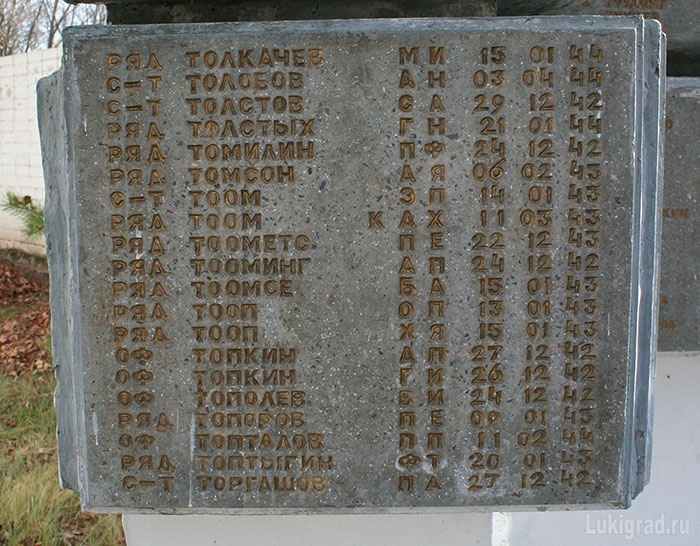 РЯД ТОЛКАЧЕВ М И 15 01 44
С-Т ТОЛОБОВ А Н 03 04 44
С-Т ТОЛСТОВ С А 29 12 42
РЯД ТОЛСТЫХ Г Н 21 01 44
РЯД ТОМИЛИН П Ф 24 12 42
РЯД ТОМСОН А Я 06 02 43
С-Т ТООМ Э П 14 01 43
РЯД ТООМ К А Х 11 03 43
РЯД ТООМЕТС П Е 22 12 43
РЯД ТООМИНГ А П 24 12 42
РЯД ТООМСЕ Б А 15 01 43
РЯД ТООП О П 13 01 43
РЯД ТООП Х Я 15 01 43
ОФ ТОПКИН А П 27 12 42
ОФ ТОПКИН Г И 26 12 42
ОФ ТОПОЛЕВ В И 24 12 42
РЯД ТОПОРОВ П Е 09 01 43
ОФ ТОПТАЛОВ П П 11 02 44
РЯД ТОПТЫГИН Ф Т 20 01 43
С-Т ТОРГАШОВ П А 27 12 42
Lukigrad.ru